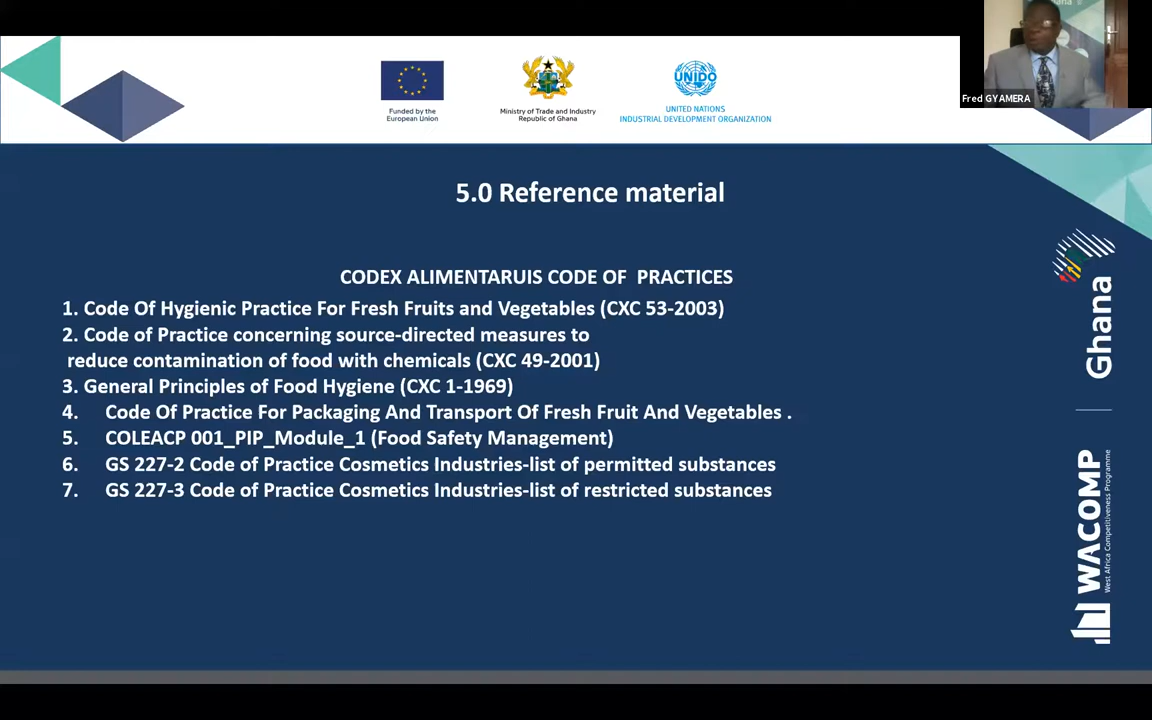 Funded by the
European Union
Ministry of Trade and Industry
Republic of Ghana
UNIDO
UNITED NATIONS
INDUSTRIAL DEVELOPMENT ORGANIZATION
Fred GYAMERA
5.0 Reference material
CODEX ALIMENTARUIS CODE OF PRACTICES
1. Code Of Hygienic Practice For Fresh Fruits and Vegetables (CXC 53-2003)
2. Code of Practice concerning source-directed measures to
reduce contamination of food with chemicals (CXC 49-2001)
3. General Principles of Food Hygiene (CXC 1-1969)
4. Code Of Practice For Packaging And Transport Of Fresh Fruit And Vegetables .
5. COLEACP 001_PIP_Module_1 (Food Safety Management)
6. GS 227-2 Code of Practice Cosmetics Industries-list of permitted substances
7. GS 227-3 Code of Practice Cosmetics Industries-list of restricted substances
Ghana
WACOMP
West Africa Competitiveness Programme